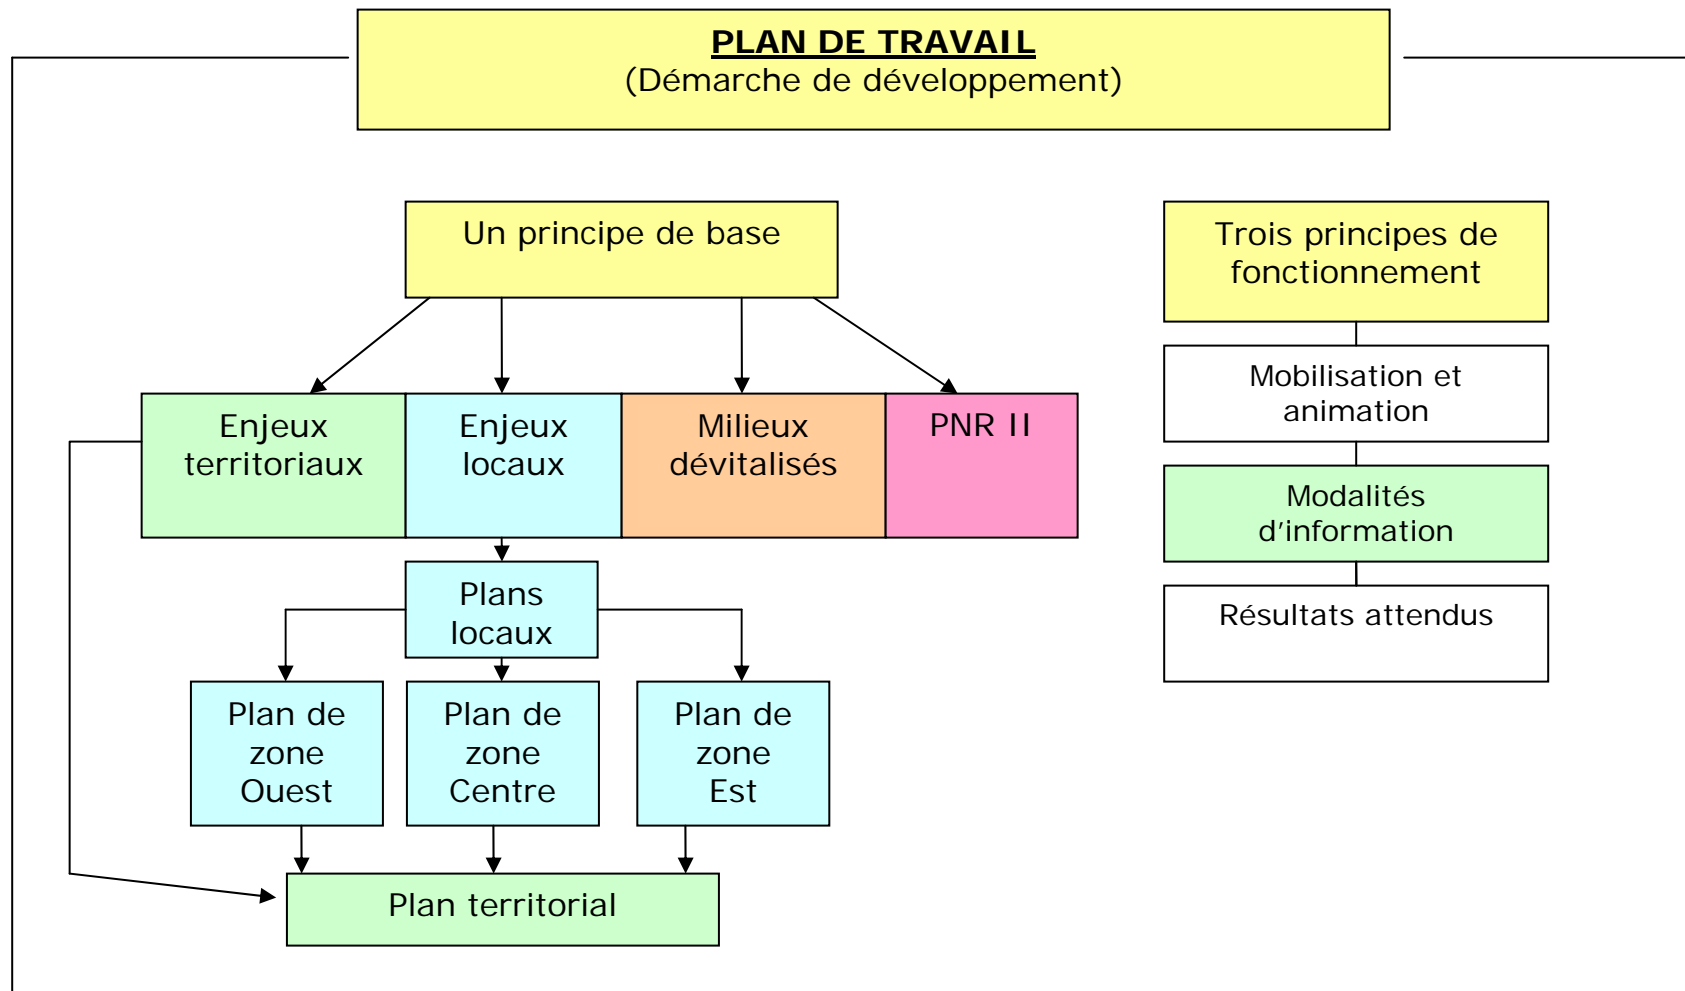 PLAN DE TRAVAIL
(Démarche de développement)
Un principe de base
Trois principes de
fonctionnement
Mobilisation et
animation
Enjeux
territoriaux
Enjeux
locaux
Milieux
dévitalisés
PNR II
Modalités
d'information
Plans
locaux
Résultats attendus
Plan de
zone
Ouest
Plan de
zone
Centre
Plan de
zone
Est
Plan territorial